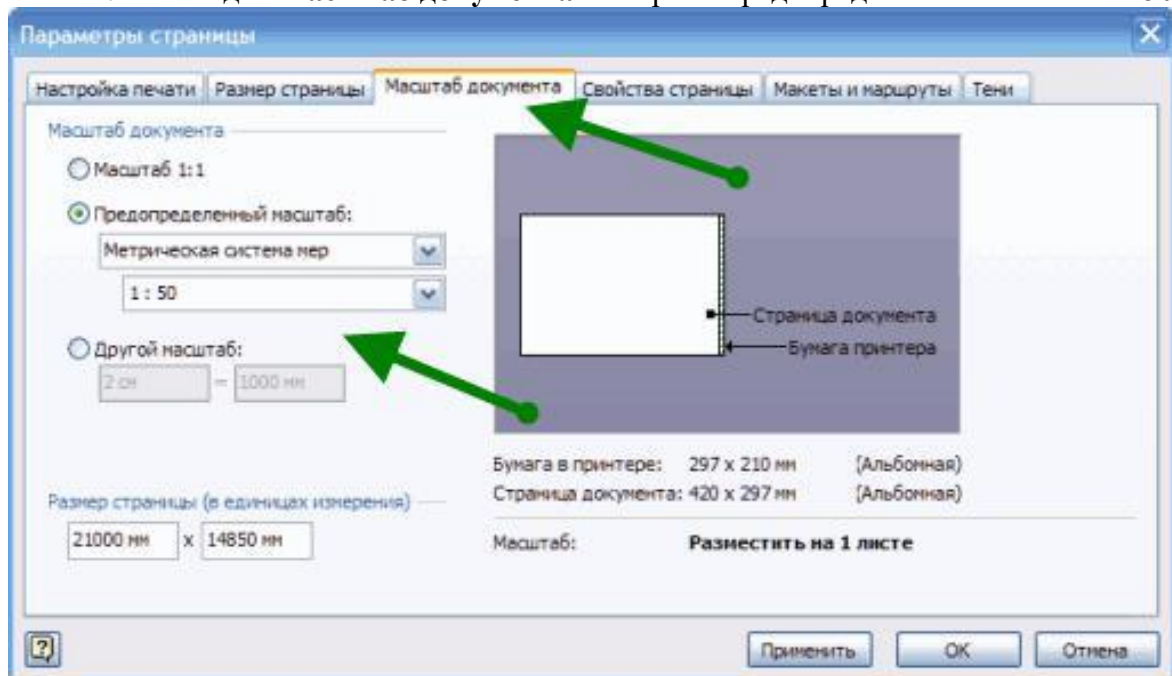 Параметры страницы
Настройка печати Размер страницы Масштаб документа Свойства страницы Макеты и маршруты Тени
Масштаб документа
Масштаб 1:1
Предопределенный масштаб:
Метрическая система мер
1 : 50
Другой масштаб:
2 см = 1000 мм
Страница документа
Бумага принтера
Бумага в принтере: 297 x 210 мм (Альбомная)
Страница документа: 420 x 297 мм (Альбомная)
Размер страницы (в единицах измерения)
21000 мм x 14850 мм
Масштаб: Разместить на 1 листе
Применить OK Отмена